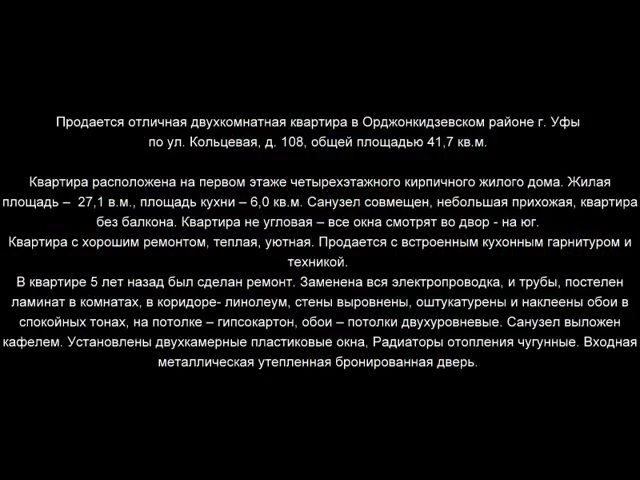 Продается отличная двухкомнатная квартира в Орджонкидзевском районе г. Уфы
по ул. Кольцевая, д. 108, общей площадью 41,7 кв.м.
Квартира расположена на первом этаже четырехэтажного кирпичного жилого дома. Жилая
площадь – 27,1 в.м., площадь кухни – 6,0 кв.м. Санузел совмещен, небольшая прихожая, квартира
без балкона. Квартира не угловая – все окна смотрят во двор - на юг.
Квартира с хорошим ремонтом, теплая, уютная. Продается с встроенным кухонным гарнитуром и
техникой.
В квартире 5 лет назад был сделан ремонт. Заменена вся электропроводка, и трубы, постелен
ламинат в комнатах, в коридоре- линолеум, стены выровнены, оштукатурены и наклеены обои в
спокойных тонах, на потолке – гипсокартон, обои – потолки двухуровневые. Санузел выложен
кафелем. Установлены двухкамерные пластиковые окна, Радиаторы отопления чугунные. Входная
металлическая утепленная бронированная дверь.